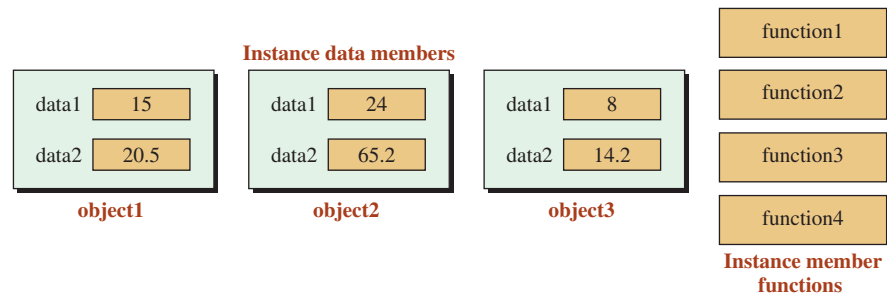 Instance data members
data1 15
data2 20.5
object1
data1 24
data2 65.2
object2
data1 8
data2 14.2
object3
function1
function2
function3
function4
Instance member
functions